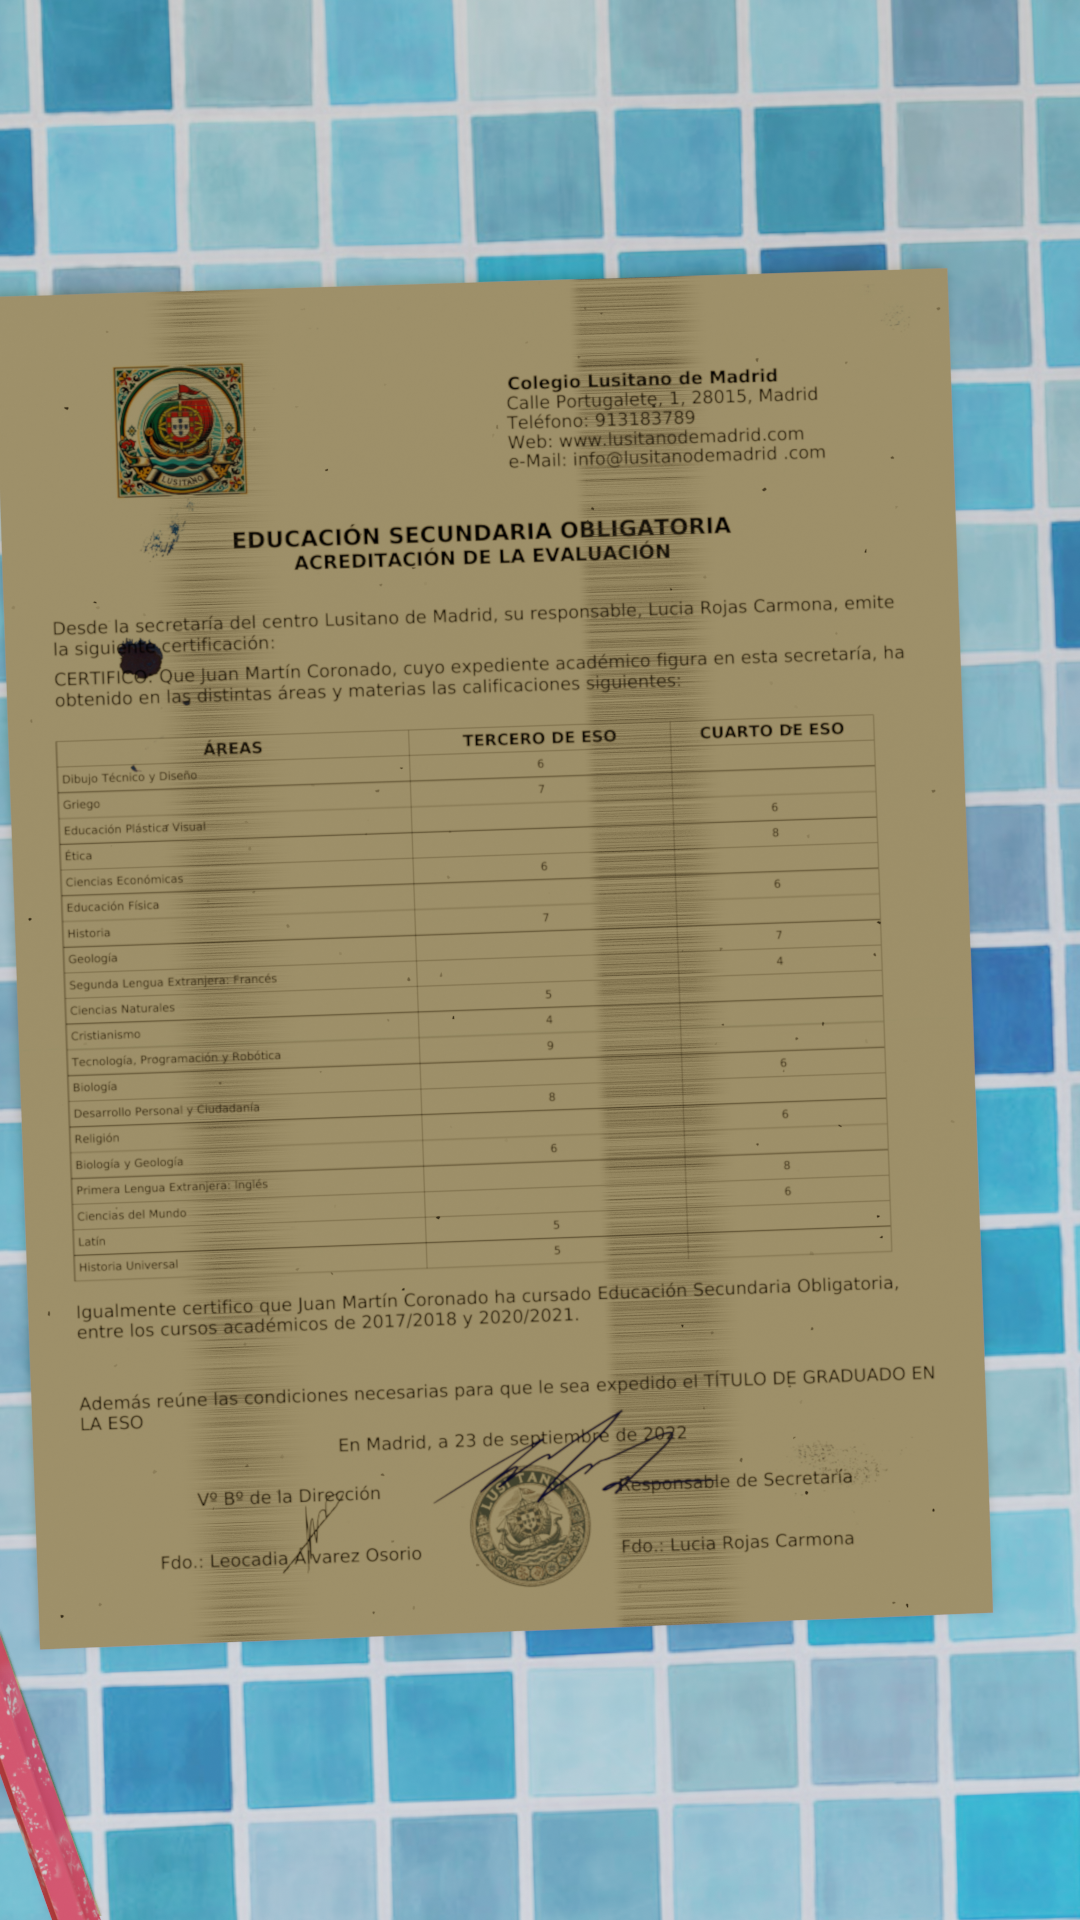 Colegio Lusitano de Madrid
Calle Portugalete, 1, 28015, Madrid
Teléfono: 913183789
Web: www.lusitanodemadrid.com
e-Mail: info@lusitanodemadrid .com
LUSITANO
EDUCACIÓN SECUNDARIA OBLIGATORIA
ACREDITACIÓN DE LA EVALUACIÓN
Desde la secretaría del centro Lusitano de Madrid, su responsable, Lucia Rojas Carmona, emite
la siguiente certificación:
CERTIFICO: Que Juan Martín Coronado, cuyo expediente académico figura en esta secretaría, ha
obtenido en las distintas áreas y materias las calificaciones siguientes:
ÁREAS TERCERO DE ESO CUARTO DE ESO
Dibujo Técnico y Diseño 6
Griego 7
Educación Plástica Visual 6
Ética 8
Ciencias Económicas 6
Educación Física 6
Historia 7
Geología 7
Segunda Lengua Extranjera: Francés 4
Ciencias Naturales 5
Cristianismo 4
Tecnología, Programación y Robótica 9
Biología 6
Desarrollo Personal y Ciudadanía 8
Religión 6
Biología y Geología 6
Primera Lengua Extranjera: Inglés 8
Ciencias del Mundo 6
Latín 5
Historia Universal 5
Igualmente certifico que Juan Martín Coronado ha cursado Educación Secundaria Obligatoria,
entre los cursos académicos de 2017/2018 y 2020/2021.
Además reúne las condiciones necesarias para que le sea expedido el TÍTULO DE GRADUADO EN
LA ESO
En Madrid, a 23 de septiembre de 2022
Vº Bº de la Dirección Responsable de Secretaría
LUSITANO
Fdo.: Leocadia Alvarez Osorio Fdo.: Lucia Rojas Carmona